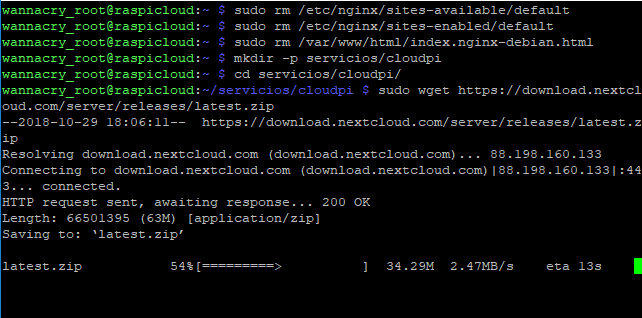 wannacry_root@raspicloud:~ $ sudo rm /etc/nginx/sites-available/default
wannacry_root@raspicloud:~ $ sudo rm /etc/nginx/sites-enabled/default
wannacry_root@raspicloud:~ $ sudo rm /var/www/html/index.nginx-debian.html
wannacry_root@raspicloud:~ $ mkdir -p servicios/cloudpi
wannacry_root@raspicloud:~ $ cd servicios/cloudpi/
wannacry_root@raspicloud:~/servicios/cloudpi $ sudo wget https://download.nextcl
oud.com/server/releases/latest.zip
--2018-10-29 18:06:11--  https://download.nextcloud.com/server/releases/latest.z
ip
Resolving download.nextcloud.com (download.nextcloud.com)... 88.198.160.133
Connecting to download.nextcloud.com (download.nextcloud.com)|88.198.160.133|:44
3... connected.
HTTP request sent, awaiting response... 200 OK
Length: 66501395 (63M) [application/zip]
Saving to: ‘latest.zip’
latest.zip           54%[=========>          ]  34.29M  2.47MB/s    eta 13s